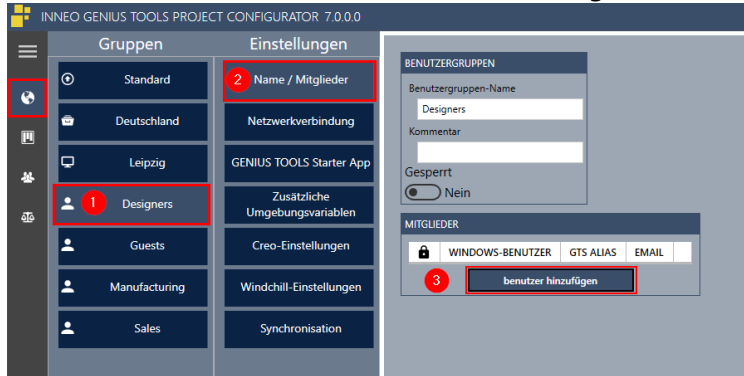 INNEO GENIUS TOOLS PROJECT CONFIGURATOR 7.0.0.0
Gruppen
Standard
Deutschland
Leipzig
1 Designers
Guests
Manufacturing
Sales
Einstellungen
2 Name / Mitglieder
Netzwerkverbindung
GENIUS TOOLS Starter App
Zusätzliche
Umgebungsvariablen
Creo-Einstellungen
Windchill-Einstellungen
Synchronisation
BENUTZERGRUPPEN
Benutzergruppen-Name
Designers
Kommentar
Gesperrt
Nein
MITGLIEDER
WINDOWS-BENUTZER GTS ALIAS EMAIL
3 benutzer hinzufügen